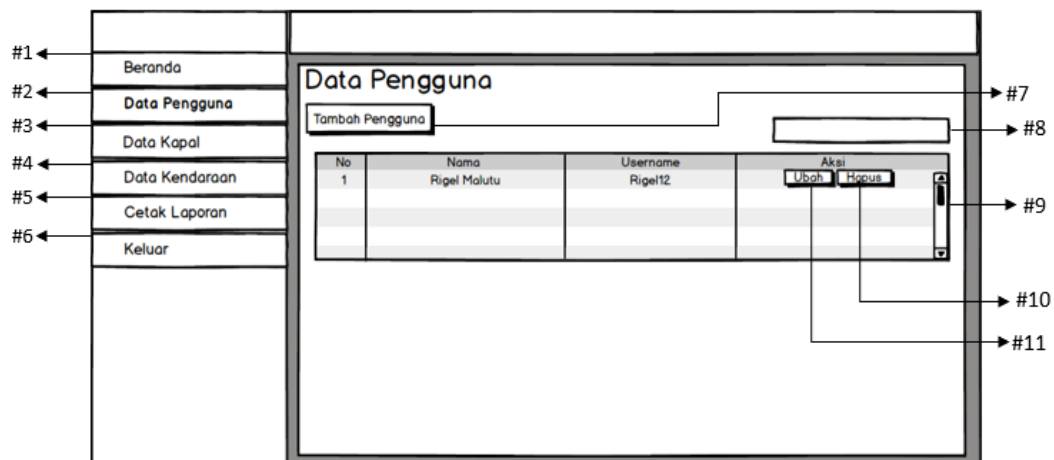 #1
Beranda
#2
Data Pengguna
#3
Data Kapal
#4
Data Kendaraan
#5
Cetak Laporan
#6
Keluar
Data Pengguna
Tambah Pengguna
#7
#8
No Nama Username Aksi
1 Rigel Malutu Rigel12 Ubah Hapus
#9
#10
#11